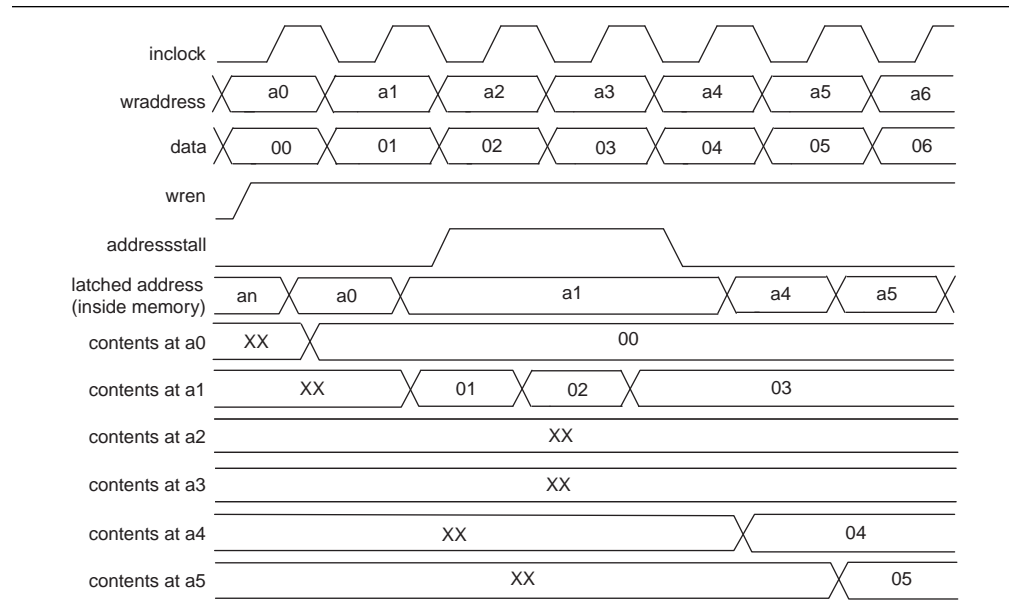 inclock
wraddress a0 a1 a2 a3 a4 a5 a6
data 00 01 02 03 04 05 06
wren
addressstall
latched address
(inside memory) an a0 a1 a4 a5
contents at a0 XX 00
contents at a1 XX 01 02 03
contents at a2 XX
contents at a3 XX
contents at a4 XX 04
contents at a5 XX 05